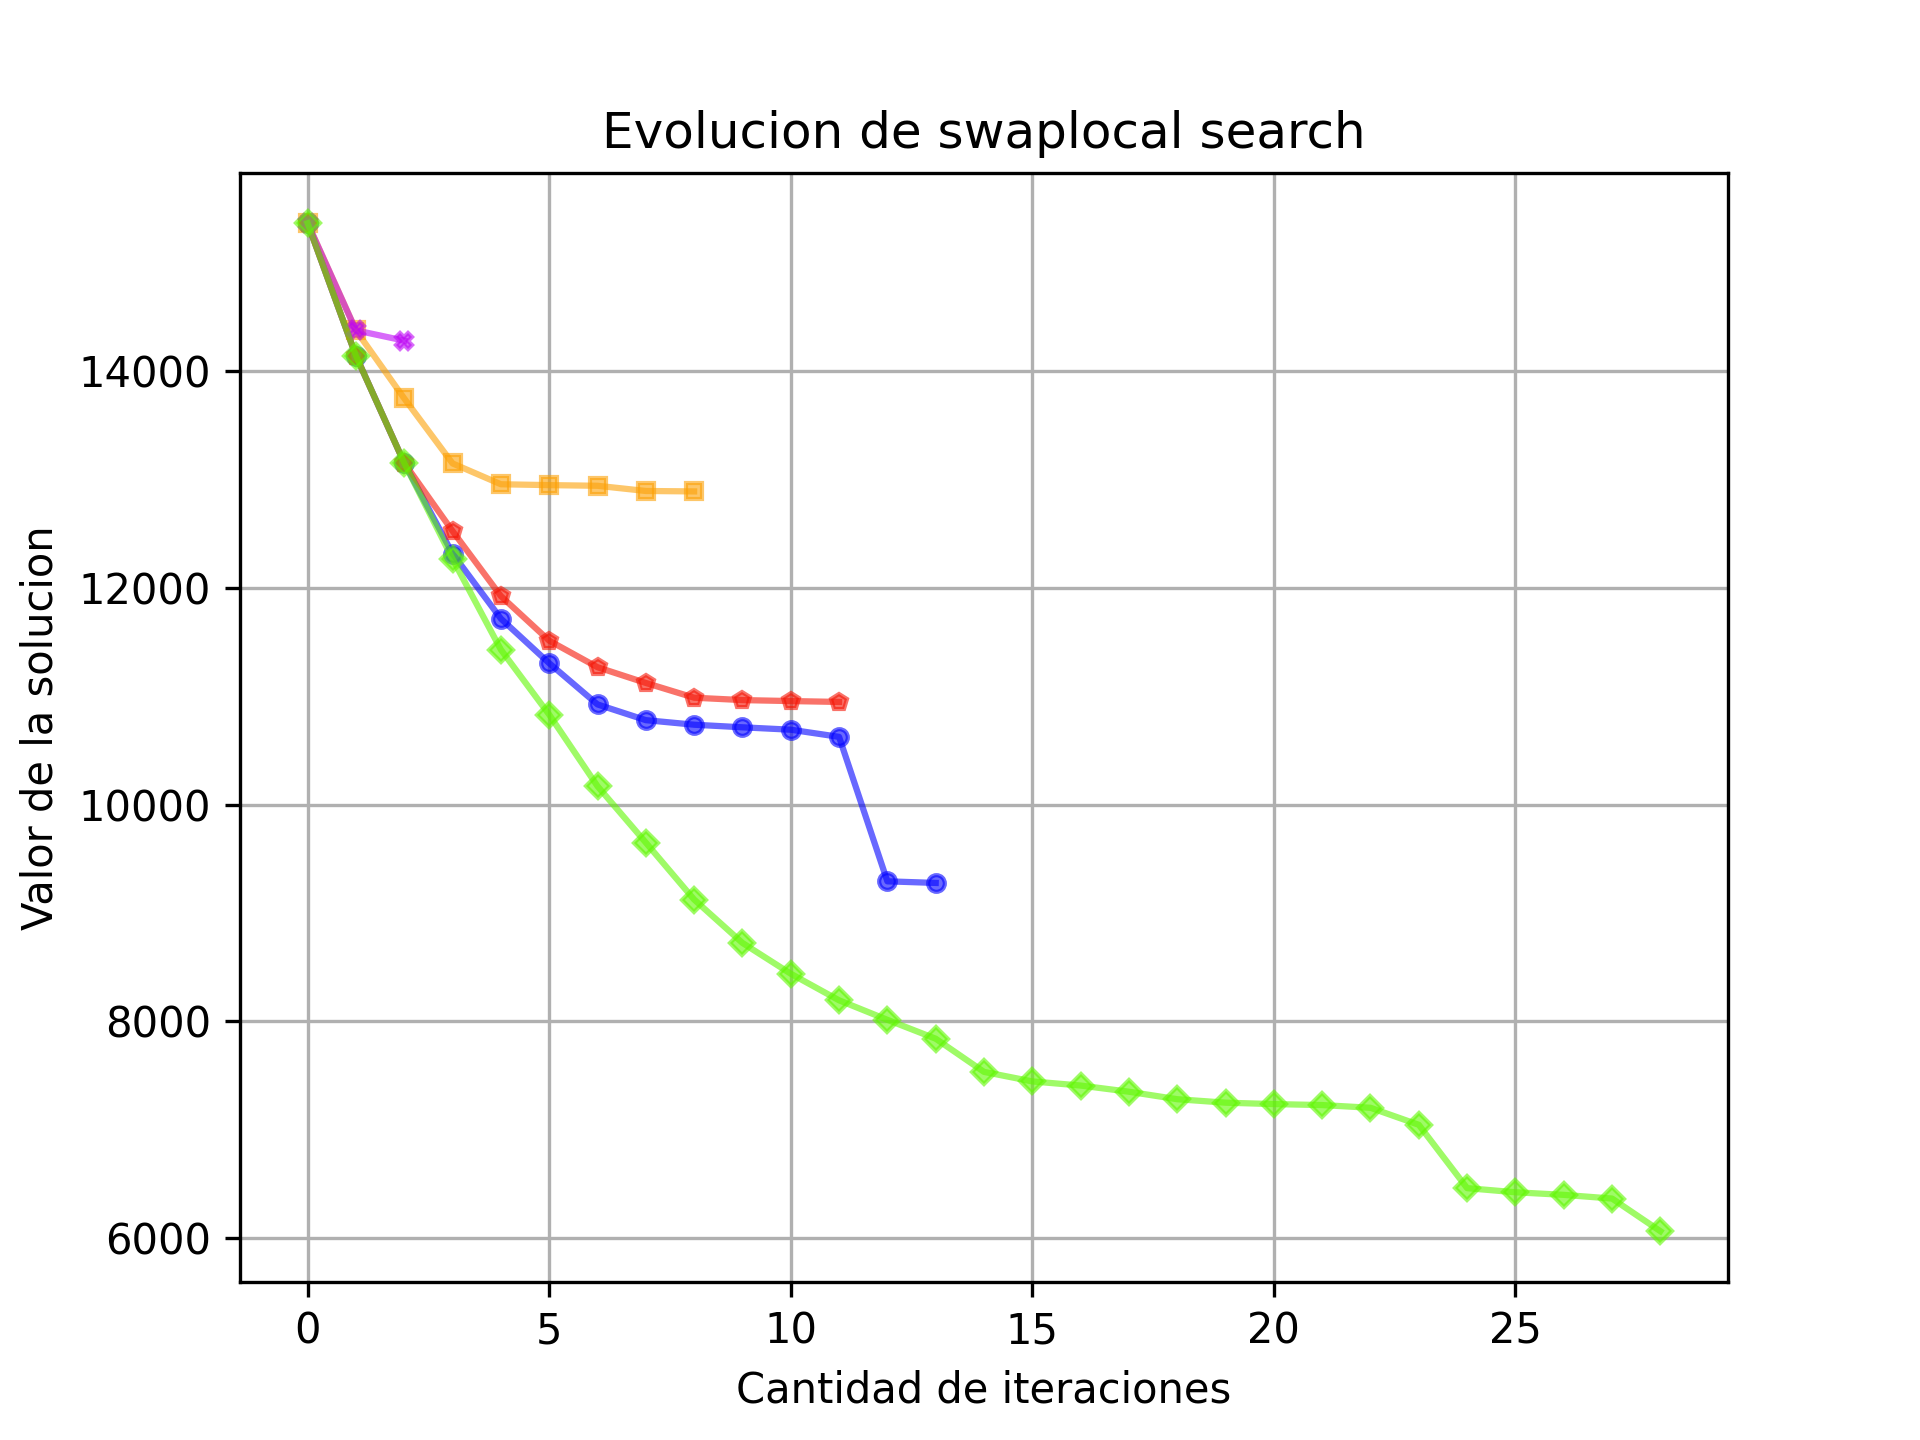 Evolucion de swaplocal search
Valor de la solucion
14000
12000
10000
8000
6000
0 5 10 15 20 25
Cantidad de iteraciones